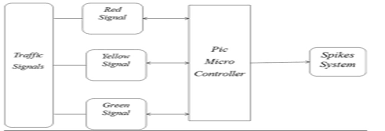 Red
Signal
Traffic
Signals
Yellow
Signal
Green
Signal
Pic
Micro
Controller
Spikes
System